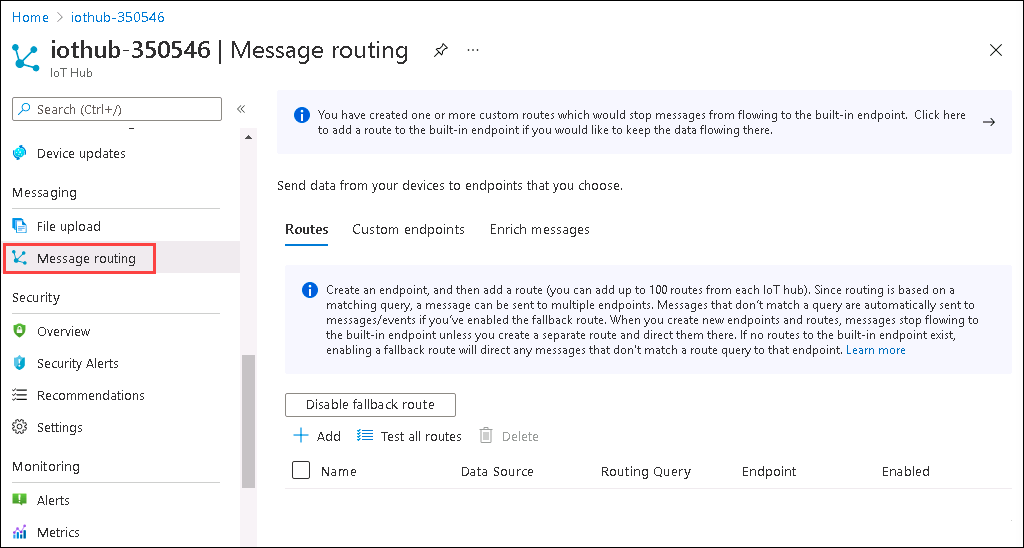 Home > iothub-350546
iothub-350546 | Message routing ...
IoT Hub
Search (Ctrl+/)
«
Device updates
Messaging
File upload
Message routing
Security
Overview
Security Alerts
Recommendations
Settings
Monitoring
Alerts
Metrics
You have created one or more custom routes which would stop messages from flowing to the built-in endpoint. Click here
to add a route to the built-in endpoint if you would like to keep the data flowing there.
Send data from your devices to endpoints that you choose.
Routes Custom endpoints Enrich messages
Create an endpoint, and then add a route (you can add up to 100 routes from each IoT hub). Since routing is based on a
matching query, a message can be sent to multiple endpoints. Messages that don't match a query are automatically sent to
messages/events if you've enabled the fallback route. When you create new endpoints and routes, messages stop flowing to
the built-in endpoint unless you create a separate route and direct them there. If no routes to the built-in endpoint exist,
enabling a fallback route will direct any messages that don't match a route query to that endpoint. Learn more
Disable fallback route
Add Test all routes Delete
Name Data Source Routing Query Endpoint Enabled